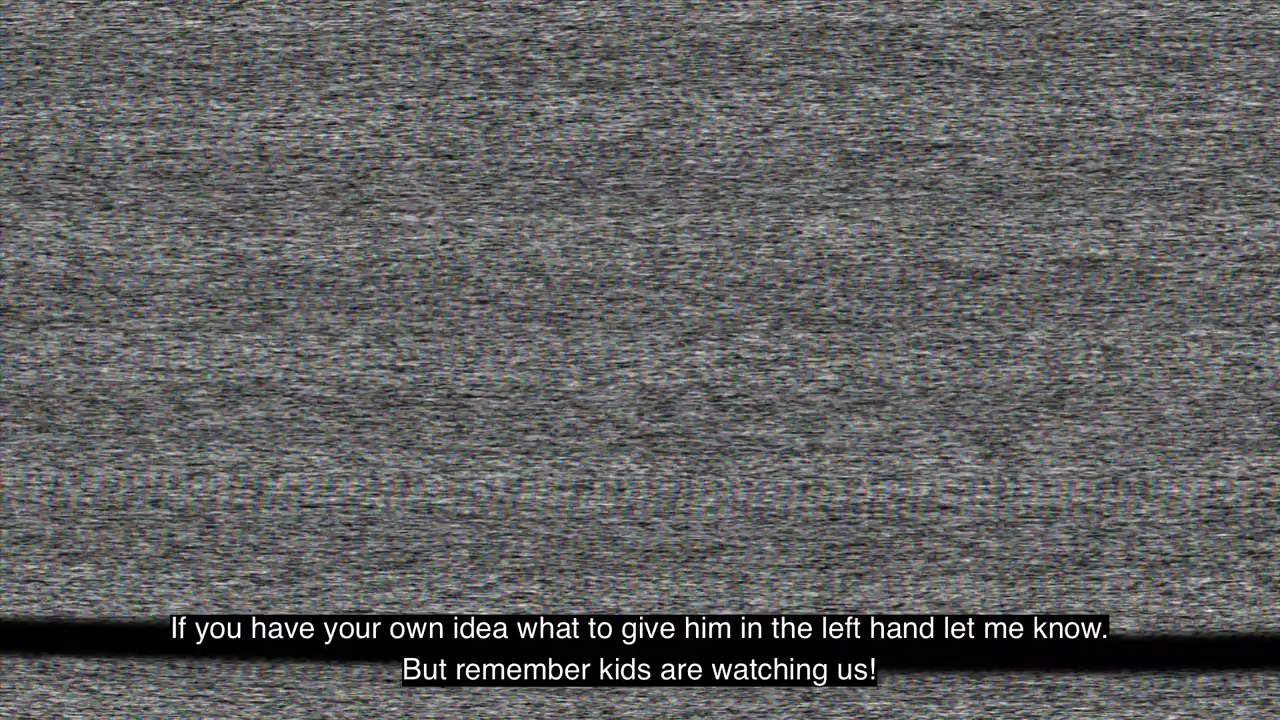 If you have your own idea what to give him in the left hand let me know.
But remember kids are watching us!